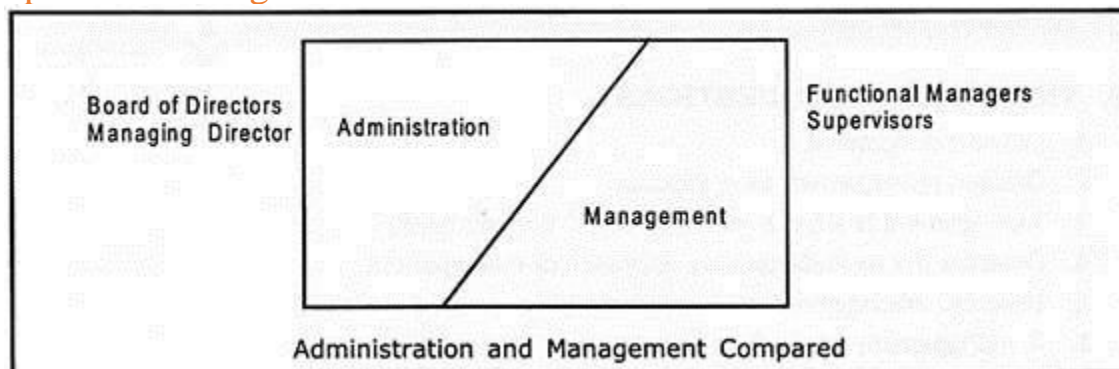 Board of Directors
Managing Director
Administration
Functional Managers
Supervisors
Management
Administration and Management Compared